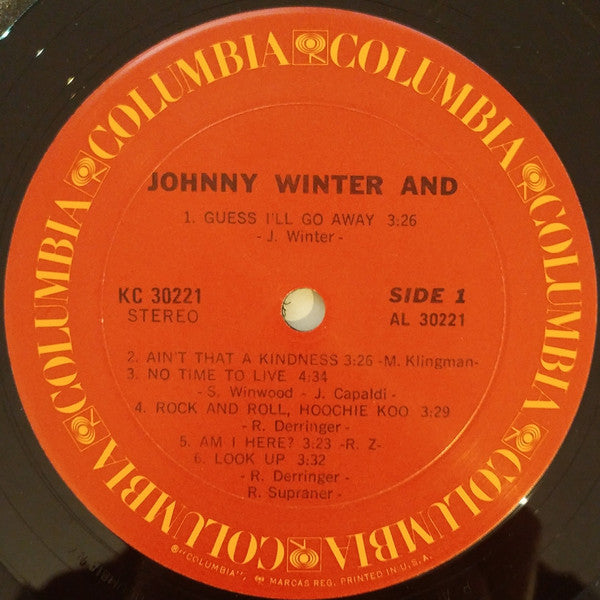 COLUMBIA COLUMBIA COLUMBIA COLUMBIA COLUMBIA COLUMBIA
JOHNNY WINTER AND
1. GUESS I'LL GO AWAY 3:26
- J. Winter -
KC 30221
STEREO
SIDE 1
AL 30221
2. AIN'T THAT A KINDNESS 3:26 -M. Klingman-
3. NO TIME TO LIVE 4:34
- S. Winwood - J. Capaldi -
4. ROCK AND ROLL, HOOCHIE KOO 3:29
- R. Derringer -
5. AM I HERE? 3:23 -R. Z-
6. LOOK UP 3:32
- R. Derringer -
R. Supraner -
®"COLUMBIA", MARCAS REG. PRINTED IN U.S.A.